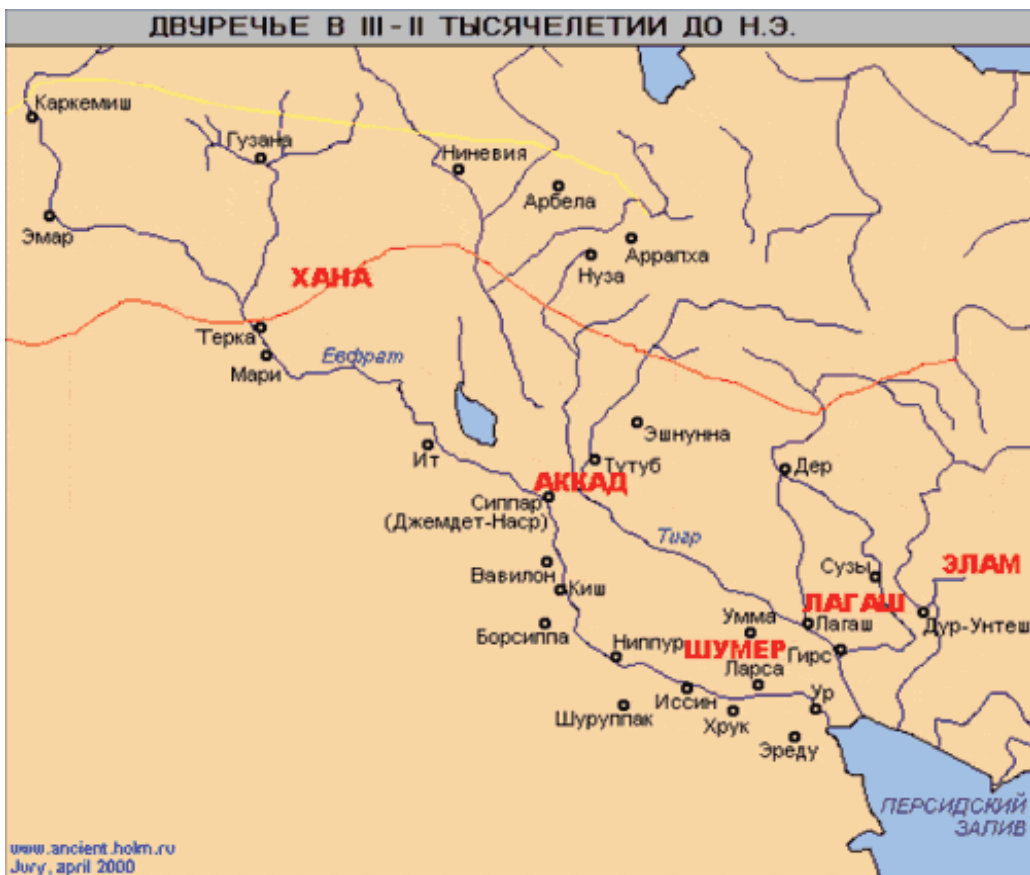 ДВУРЕЧЬЕ В III - II ТЫСЯЧЕЛЕТИИ ДО Н.Э.
Каркемиш
Гузана
Ниневия
Арбела
Эмар
Аррапха
Нуза
ХАНА
Терка
Евфрат
Мари
Эшнунна
Ит
Тутуб
Дер
АККАД
Сиппар
(Джемдет-Наср)
Тигр
Вавилон
Сузы
ЭЛАМ
Киш
ЛАГАШ
Дур-Унтеш
Умма
Лагаш
Борсиппа
Ниппур
ШУМЕР
Гирс
Ларса
Иссин
Ур
Шуруппак
Хрук
Эреду
ПЕРСИДСКИЙ
ЗАЛИВ
www.ancient.holm.ru
Jury, april 2000